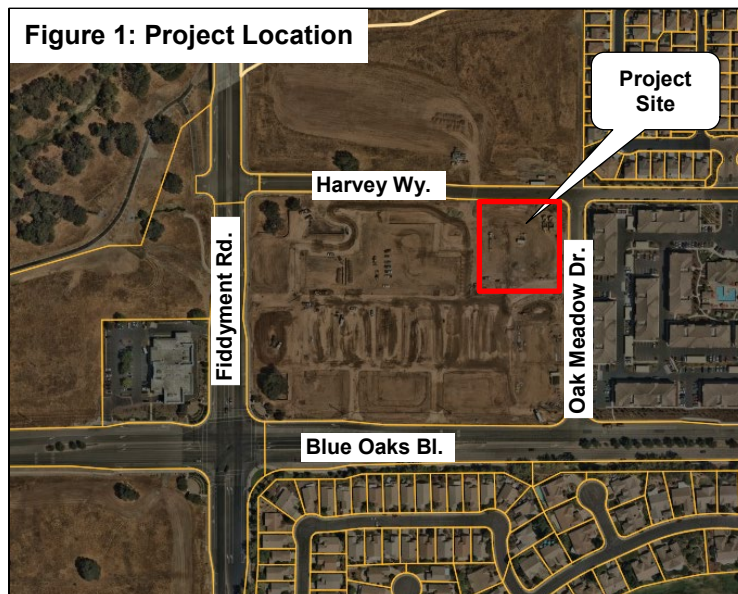 Figure 1: Project Location
Project
Site
Harvey Wy.
Fiddyment Rd.
Oak Meadow Dr.
Blue Oaks Bl.